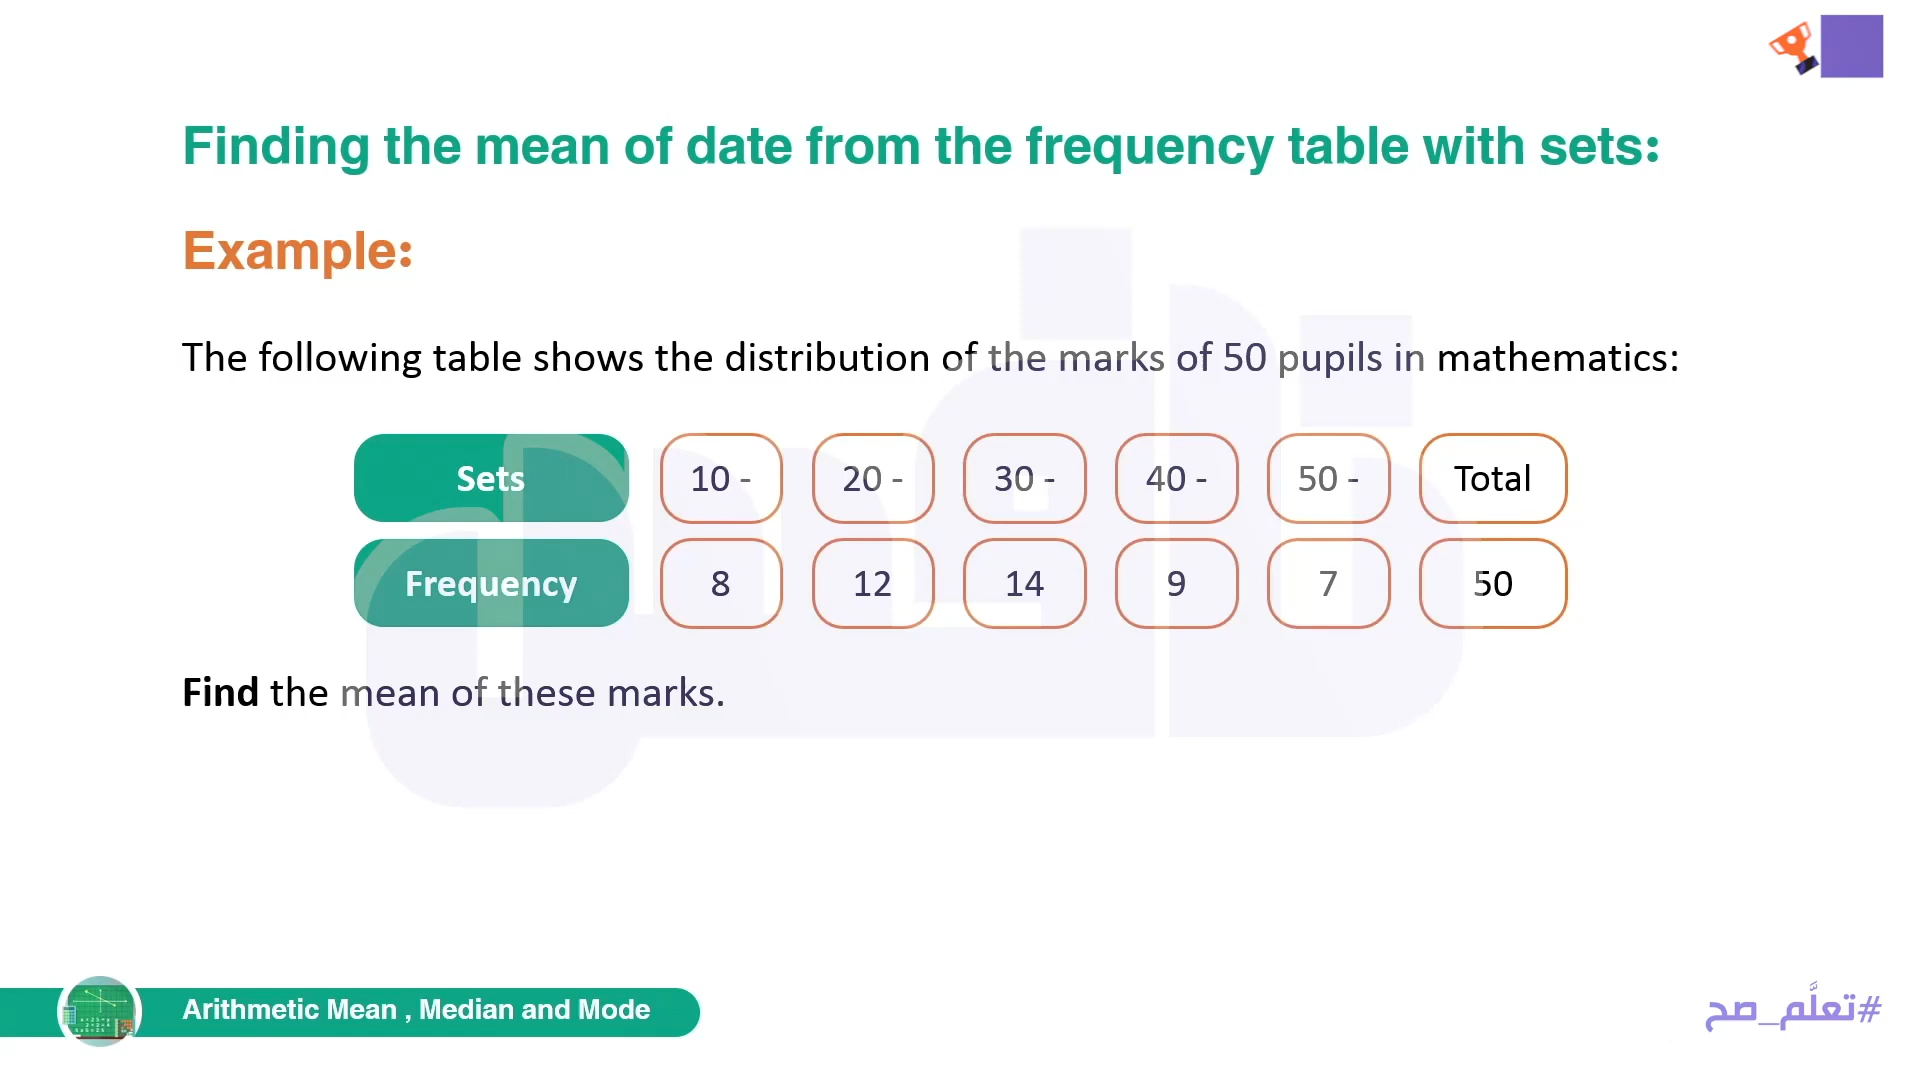 Finding the mean of date from the frequency table with sets:
Example:
The following table shows the distribution of the marks of 50 pupils in mathematics:
Sets 10 - 20 - 30 - 40 - 50 - Total
Frequency 8 12 14 9 7 50
Find the mean of these marks.
Arithmetic Mean , Median and Mode
#تعلَّم_صح